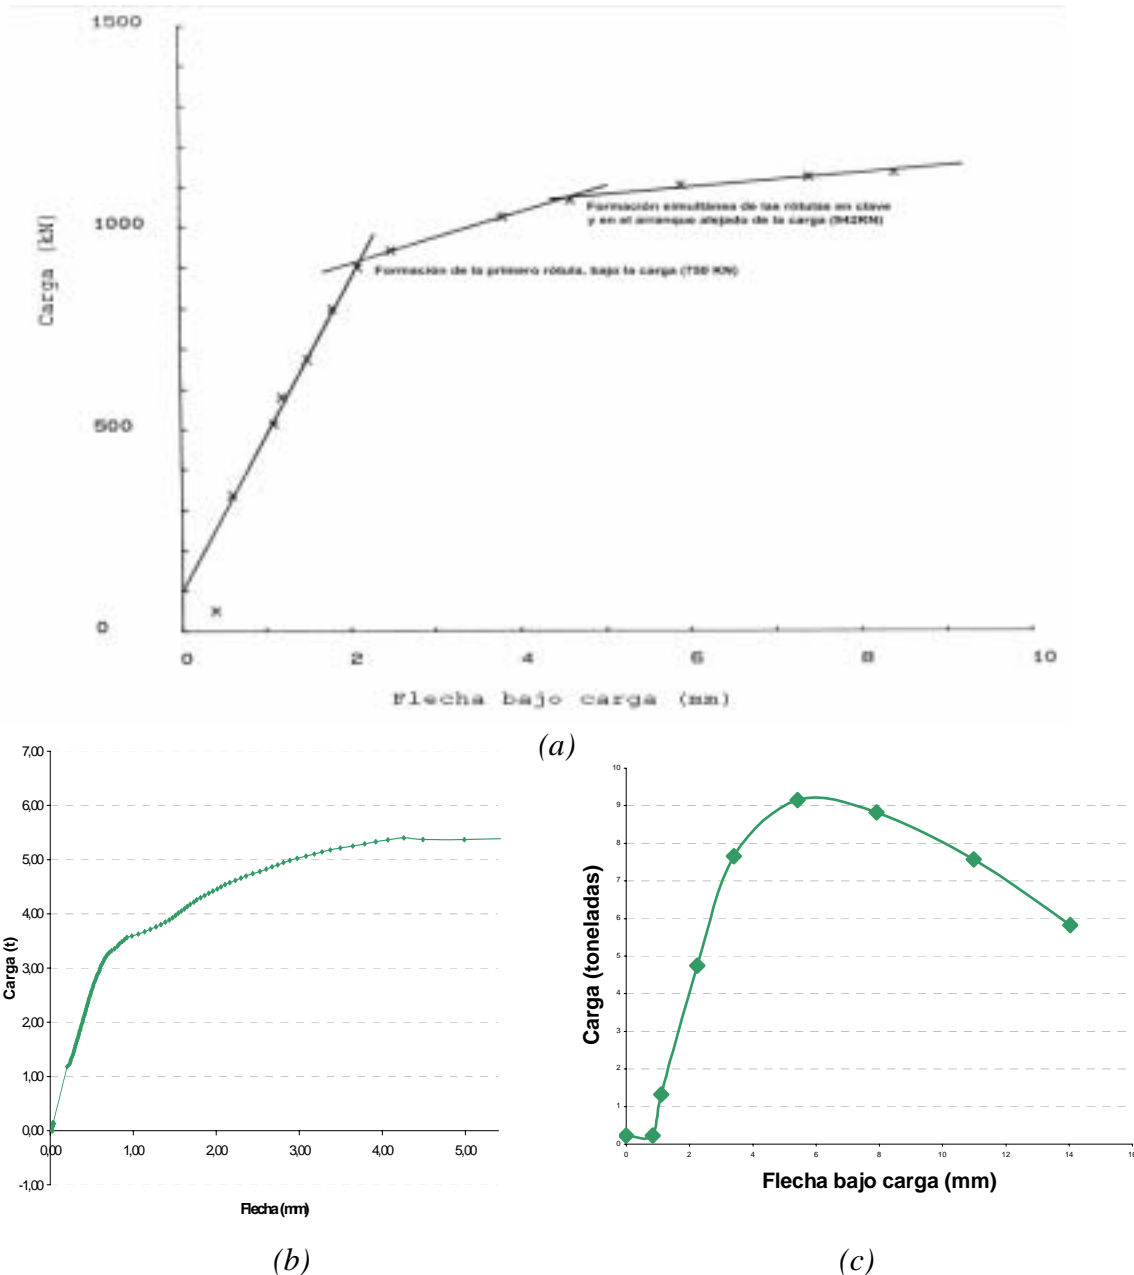 1500
1000
500
0
Carga (kN)
Formación simultánea de las rótulas en clave
y en el arranque alejado de la carga (942KN)
Formación de la primero rótula, bajo la carga (750 KN)
0 2 4 6 8 10
Flecha bajo carga (mm)
(a)
7,00
6,00
5,00
4,00
3,00
2,00
1,00
0,00
-1,00
Carga (t)
0,00 1,00 2,00 3,00 4,00 5,00
Flecha (mm)
(b)
10
9
8
7
6
5
4
3
2
1
0
Carga (toneladas)
0 2 4 6 8 10 12 14 16
Flecha bajo carga (mm)
(c)